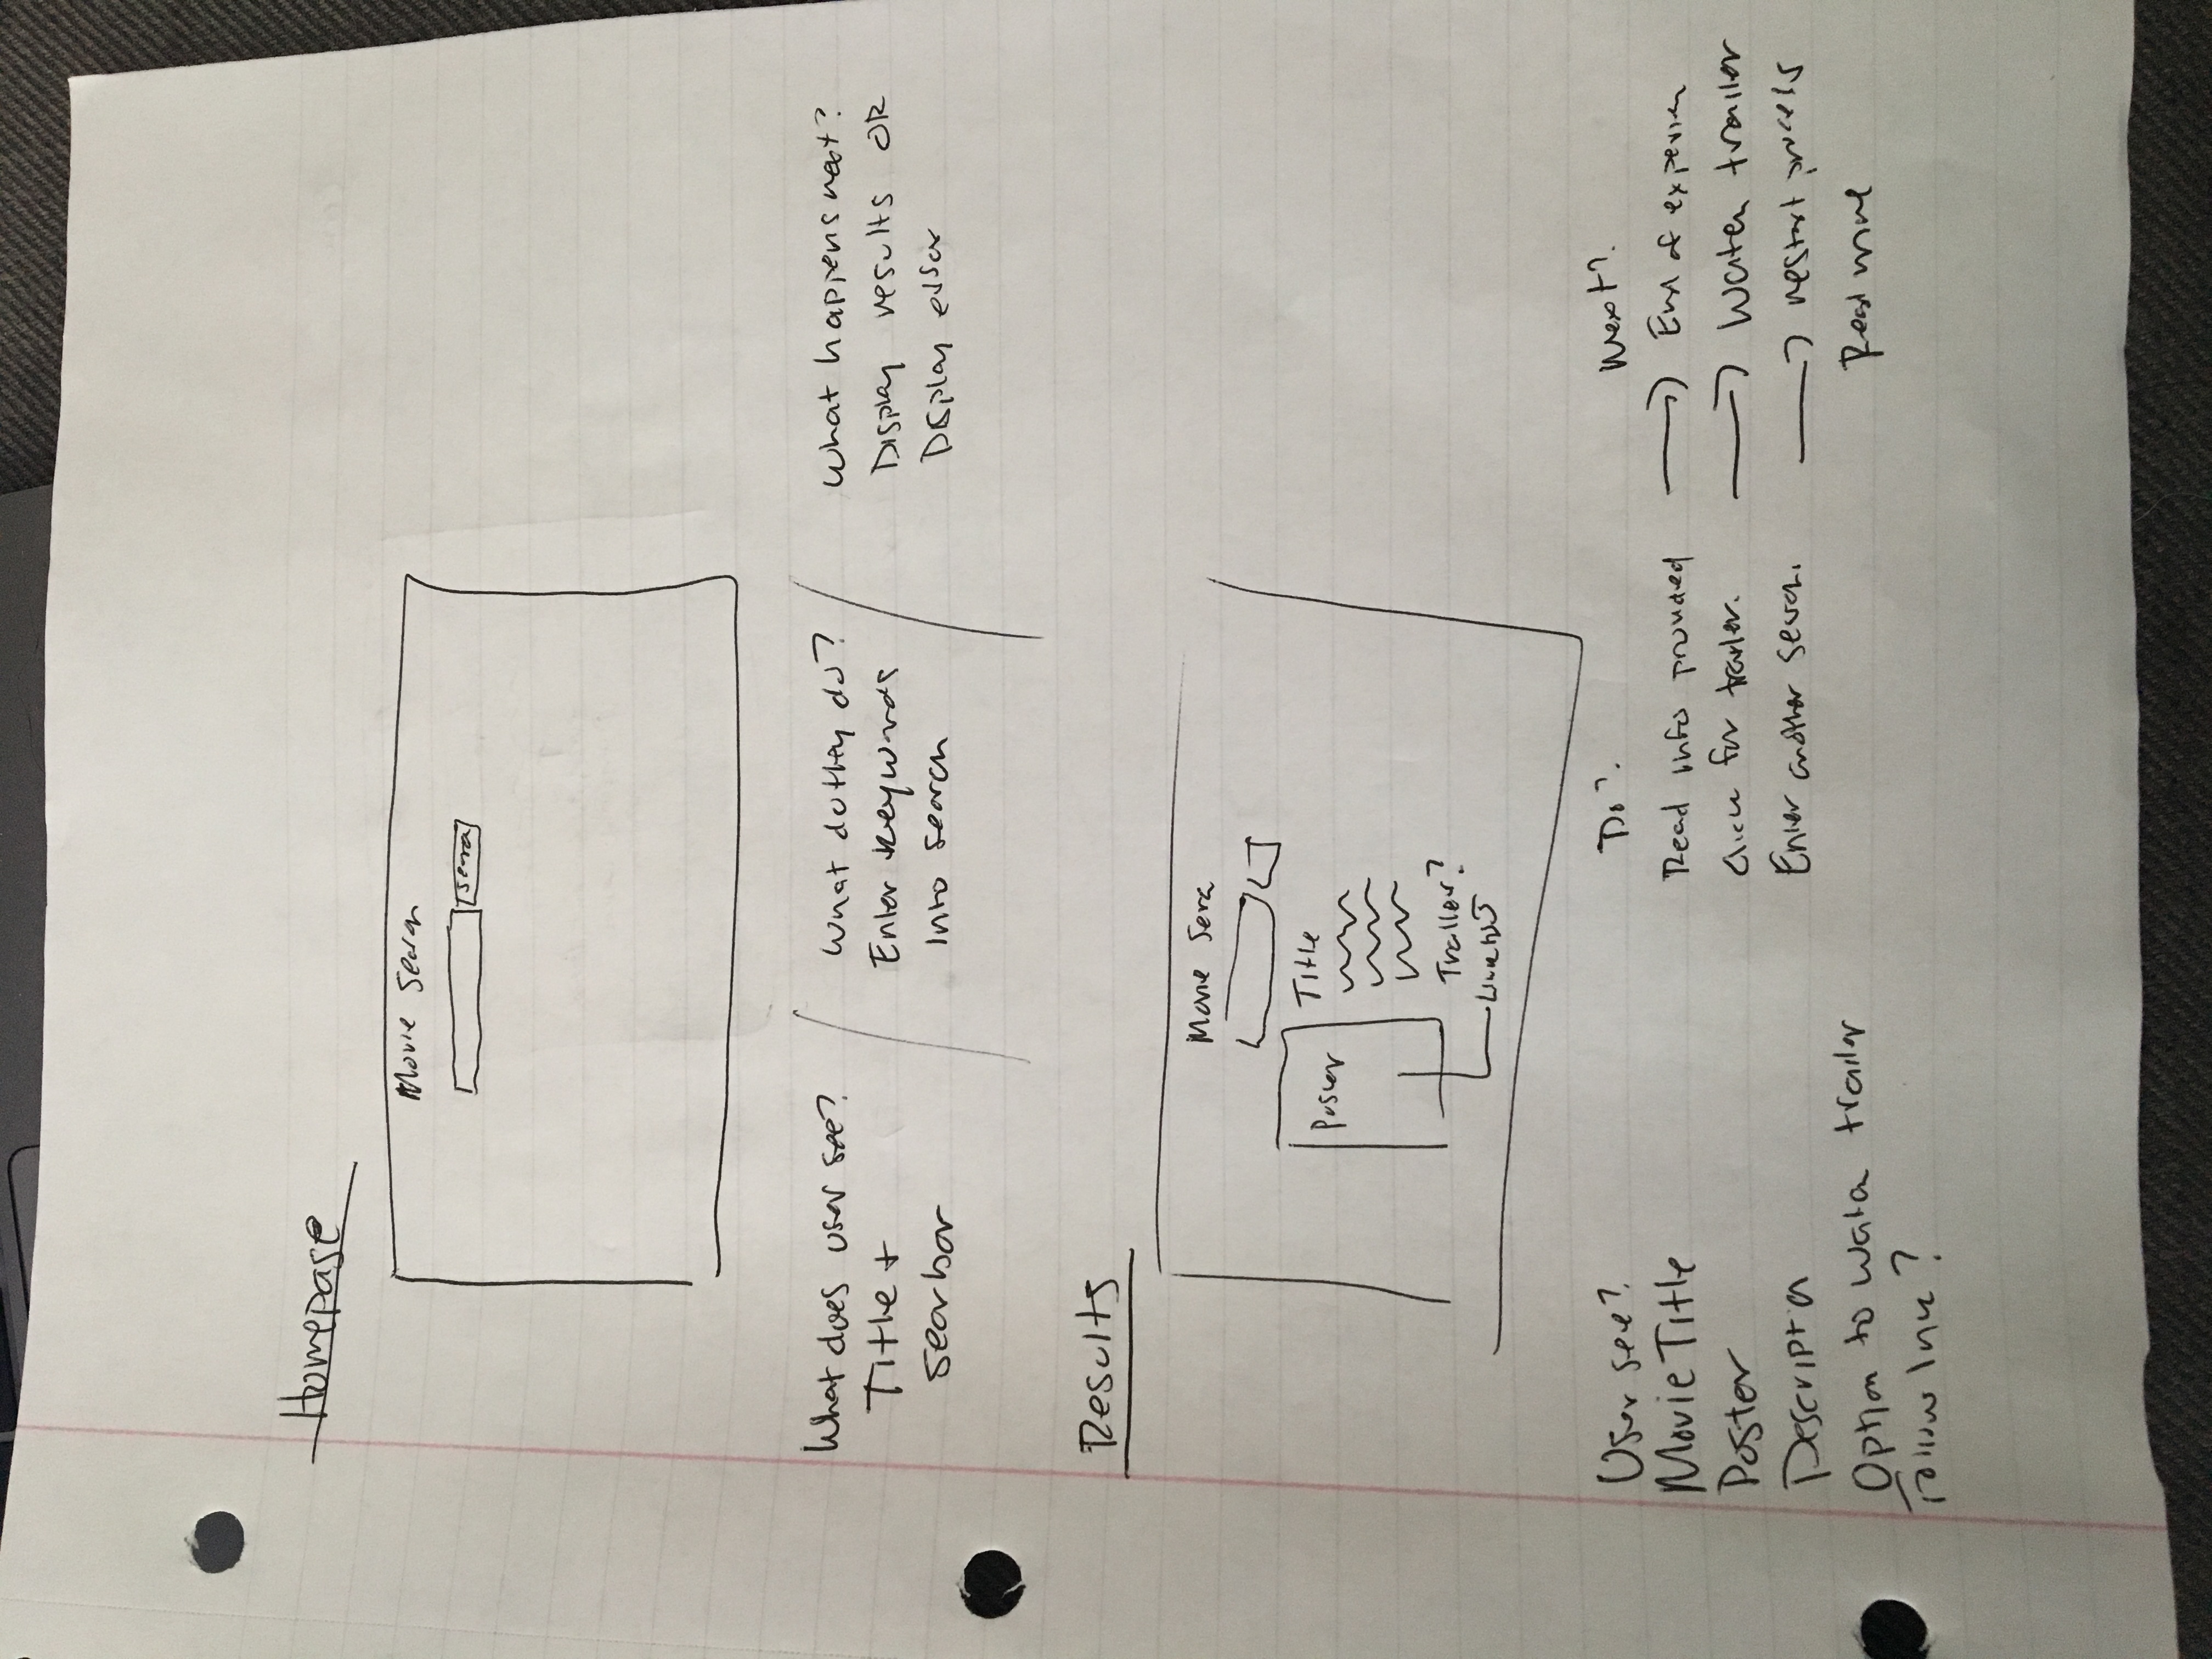 Homepage
Movie Search
Search
What does user see? / What do they do? / What happens next?
Title + Enter keywords Display results OR
Searbar Into search Display error
Results
Movie Serc
Poster Title
Trailer?
User see? Do? Next?
Movie Title Read info provided → End of experien
Poster Click for trailer. → Watch trailer
Description Enter another search. → restart process
Option to watch trailer Read more
Follow link?